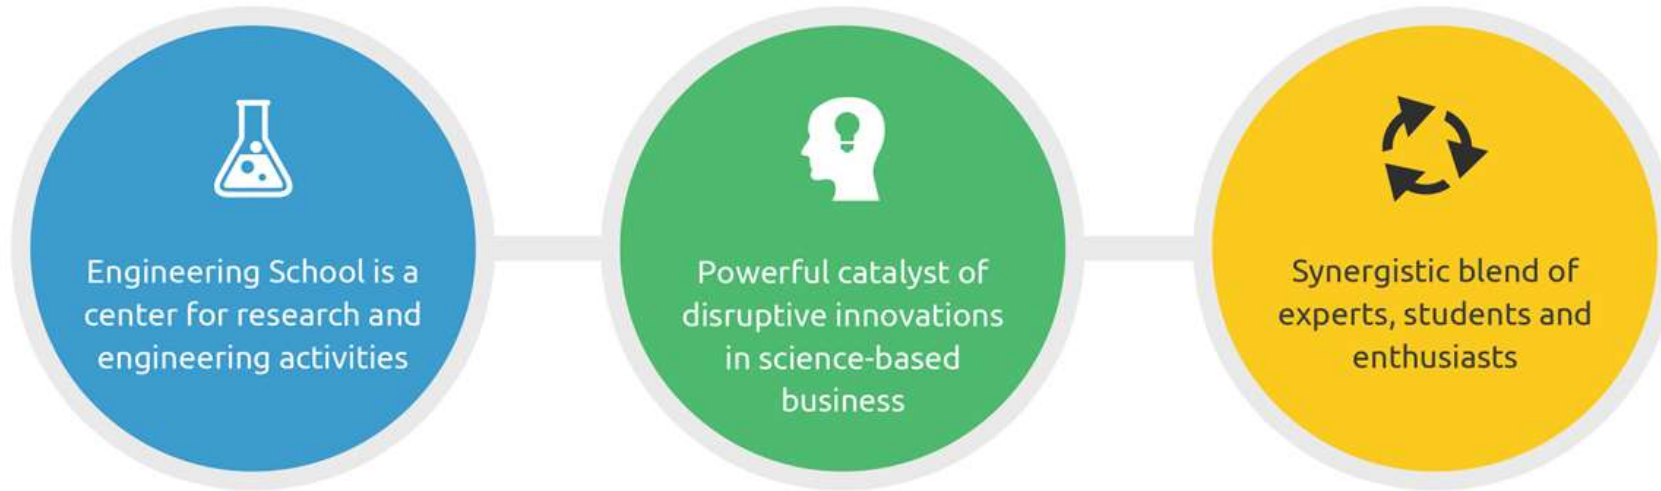 Engineering School is a
center for research and
engineering activities
Powerful catalyst of
disruptive innovations
in science-based
business
Synergistic blend of
experts, students and
enthusiasts